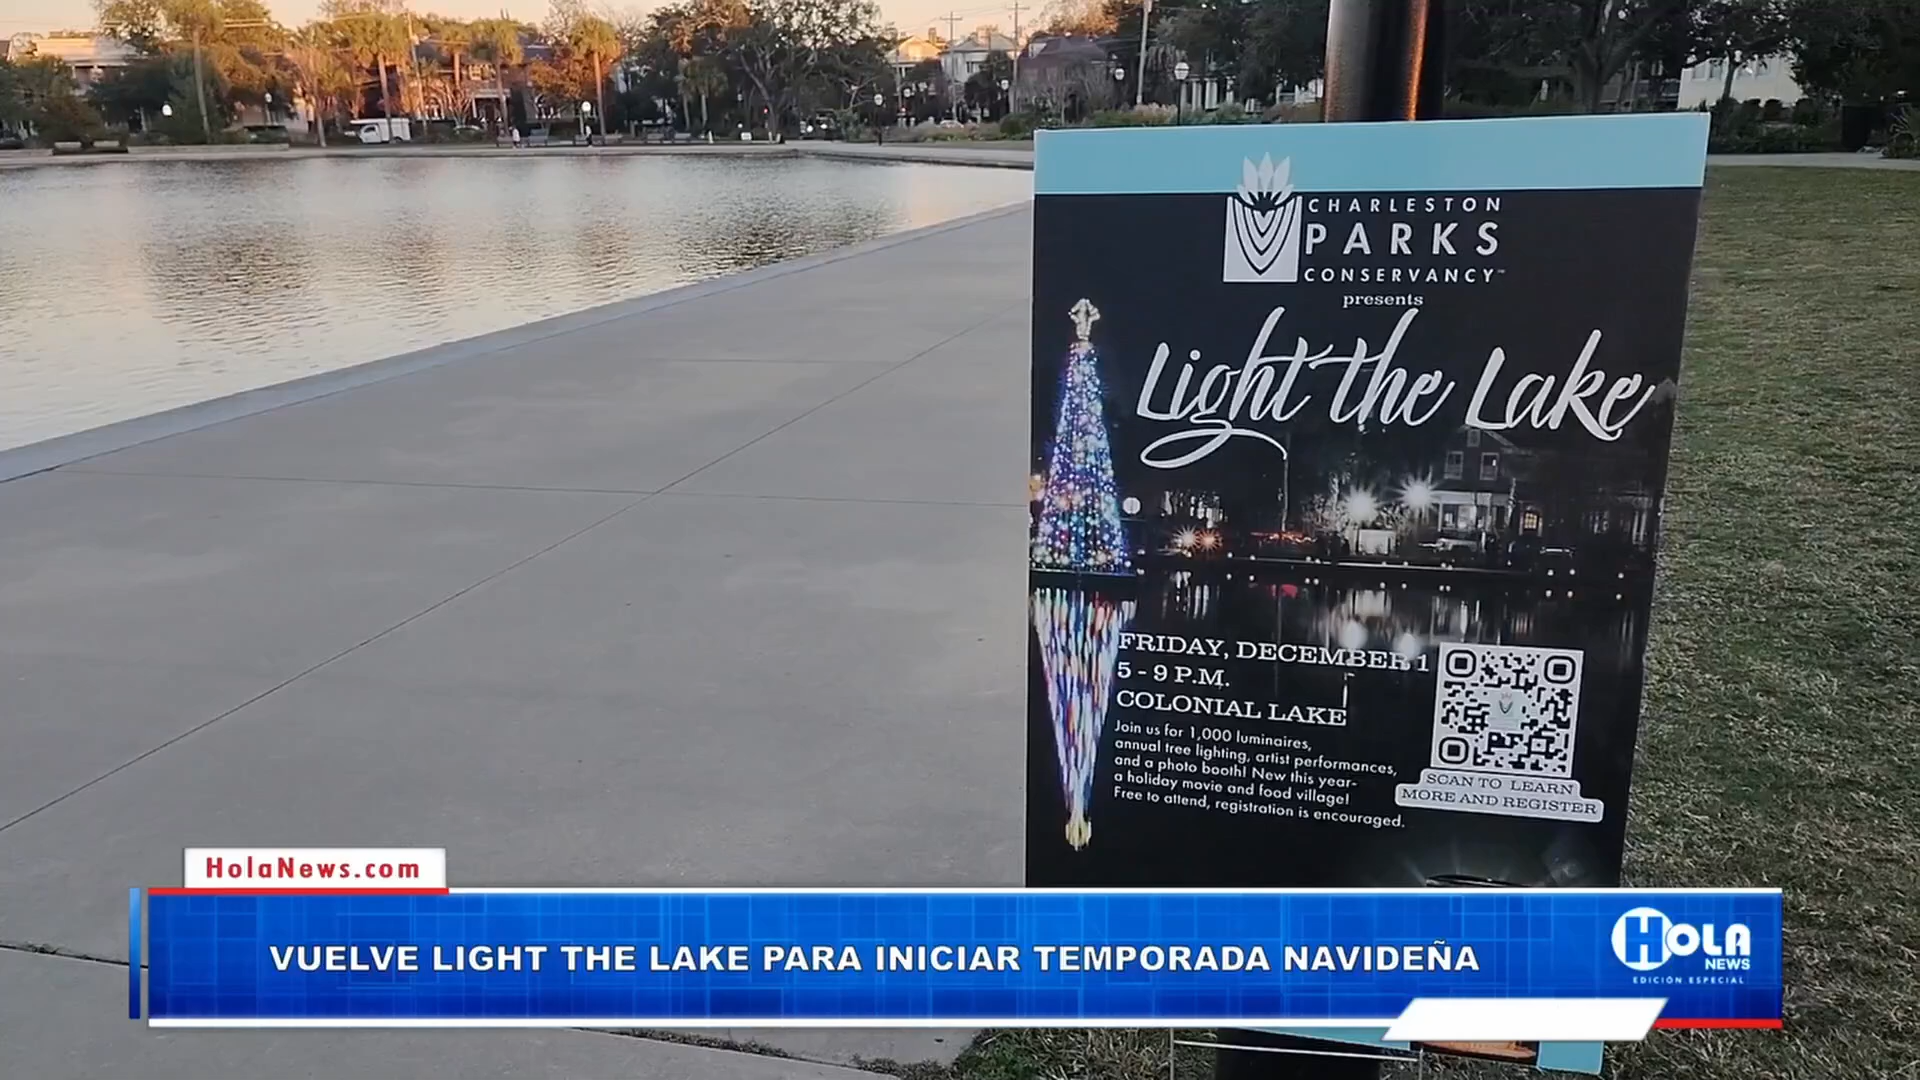 CHARLESTON
PARKS
CONSERVANCY
presents
Light the Lake
FRIDAY, DECEMBER 1
5 - 9 P.M.
COLONIAL LAKE
Join us for 1,000 luminaires,
annual tree lighting, artist performances,
and a photo booth! New this year-
a holiday movie and food village!
Free to attend, registration is encouraged.
SCAN TO LEARN
MORE AND REGISTER
HolaNews.com
VUELVE LIGHT THE LAKE PARA INICIAR TEMPORADA NAVIDEÑA
HOLA
NEWS
EDICIÓN ESPECIAL